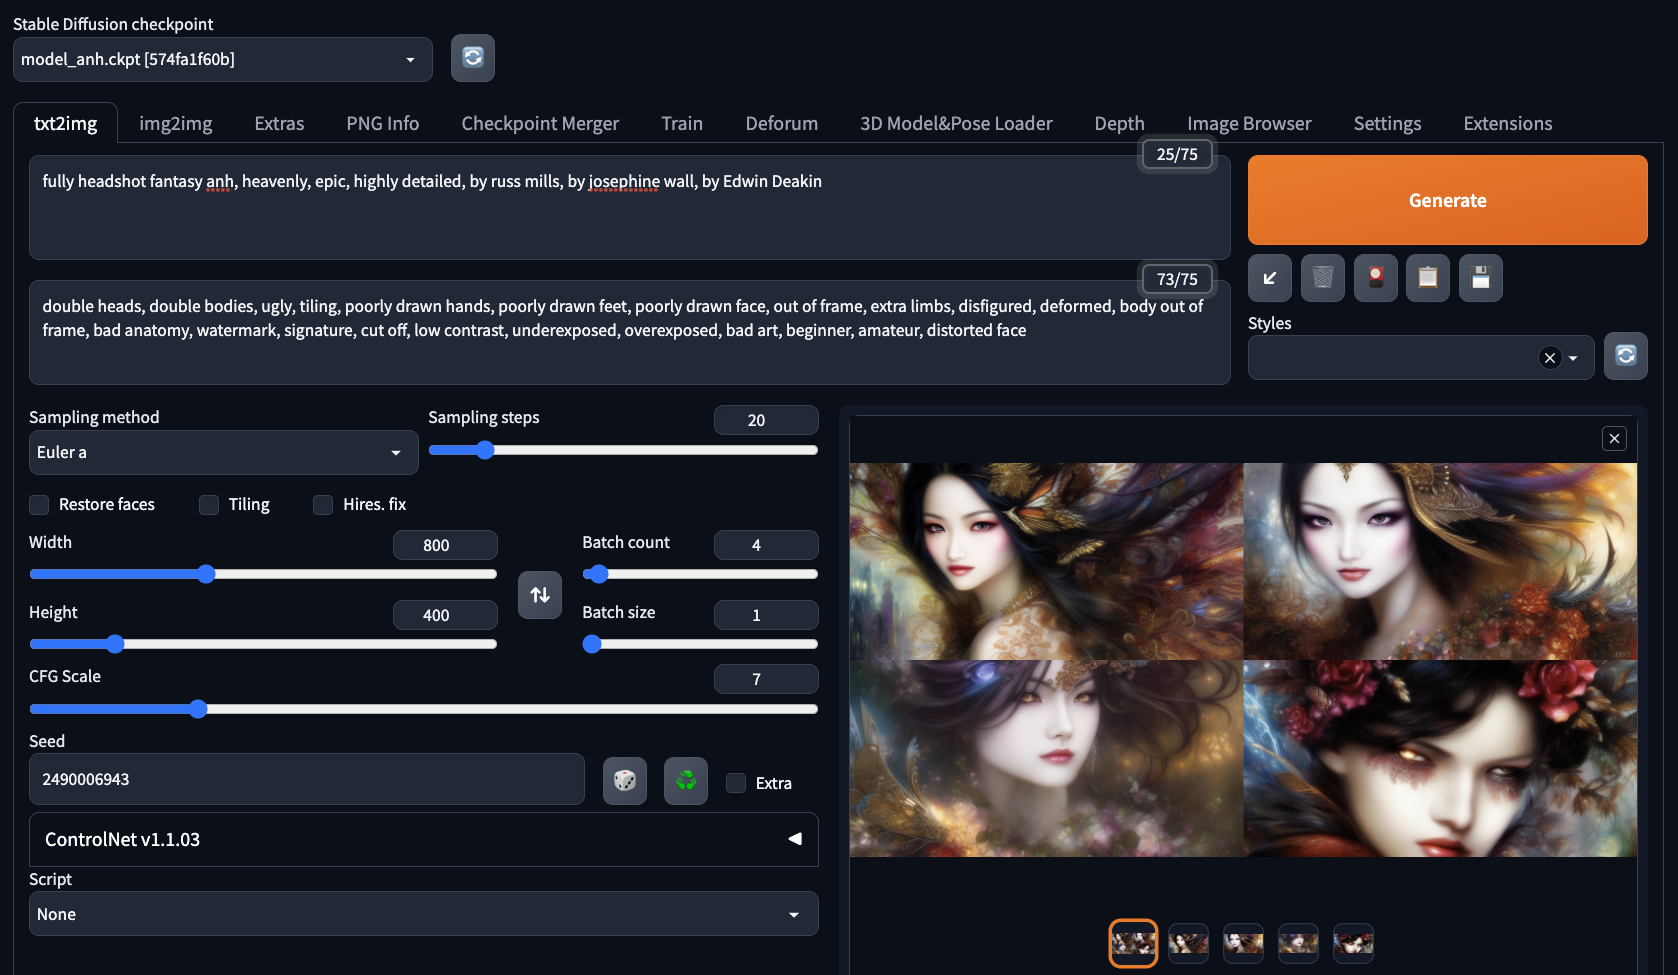 Stable Diffusion checkpoint
model_anh.ckpt [574fa1f60b]
txt2img img2img Extras PNG Info Checkpoint Merger Train Deforum 3D Model&Pose Loader Depth Image Browser Settings Extensions
25/75
fully headshot fantasy anh, heavenly, epic, highly detailed, by russ mills, by josephine wall, by Edwin Deakin
Generate
73/75
double heads, double bodies, ugly, tiling, poorly drawn hands, poorly drawn feet, poorly drawn face, out of frame, extra limbs, disfigured, deformed, body out of
frame, bad anatomy, watermark, signature, cut off, low contrast, underexposed, overexposed, bad art, beginner, amateur, distorted face
Styles
Sampling method
Euler a
Sampling steps 20
Restore faces Tiling Hires. fix
Width 800
Batch count 4
Height 400
Batch size 1
CFG Scale 7
Seed
2490006943
Extra
ControlNet v1.1.03
Script
None